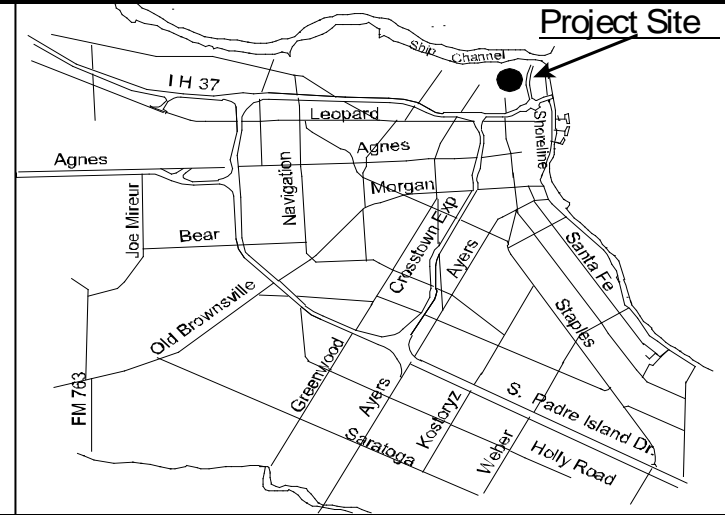 Project Site
Ship Channel
I H 37
Leopard
Shoreline
Agnes
Agnes
Navigation
Morgan
Joe Mireur
Bear
Crosstown Exp
Ayers
Santa Fe
Old Brownsville
Staples
Greenwood
FM 763
Ayers
Kostoryz
S. Padre Island Dr.
Saratoga
Weber
Holly Road